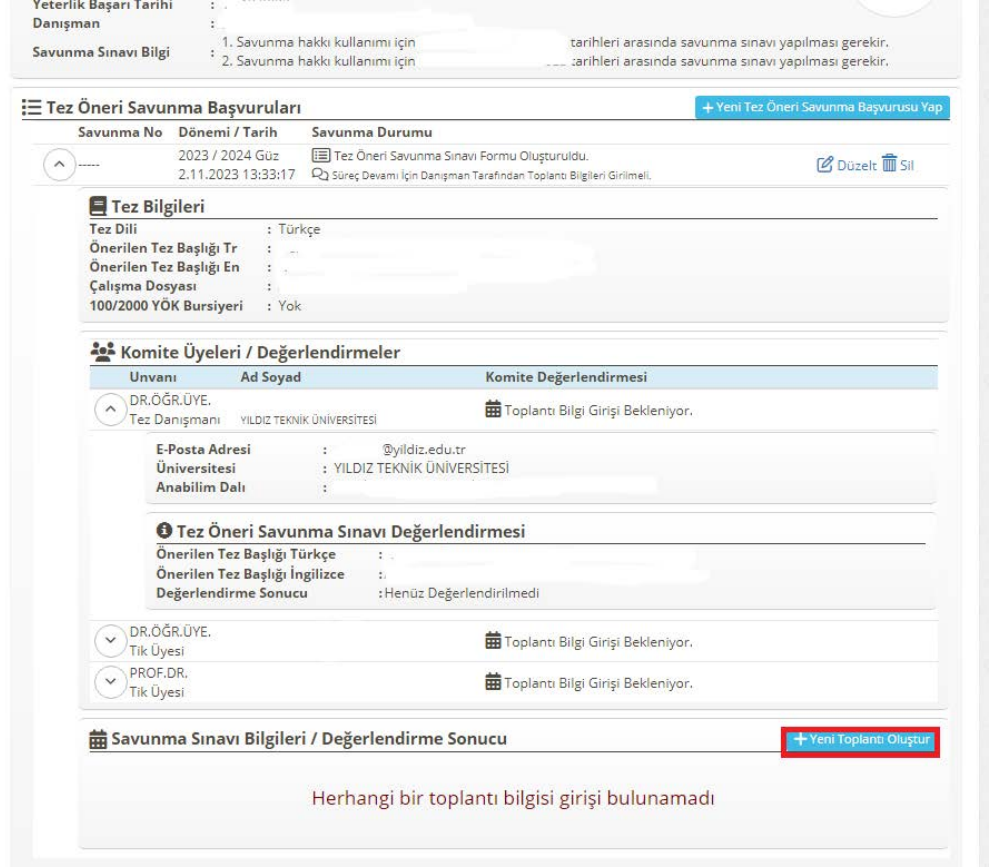 Yeterlik Başarı Tarihi :
Danışman :
Savunma Sınavı Bilgi : 1. Savunma hakkı kullanımı için tarihleri arasında savunma sınavı yapılması gerekir.
2. Savunma hakkı kullanımı için tarihleri arasında savunma sınavı yapılması gerekir.
Tez Öneri Savunma Başvuruları + Yeni Tez Öneri Savunma Başvurusu Yap
Savunma No Dönemi / Tarih Savunma Durumu
----- 2023 / 2024 Güz Tez Öneri Savunma Sınavı Formu Oluşturuldu.
2.11.2023 13:33:17 Süreç Devamı İçin Danışman Tarafından Toplantı Bilgileri Girilmeli. Düzelt Sil
Tez Bilgileri
Tez Dili : Türkçe
Önerilen Tez Başlığı Tr :
Önerilen Tez Başlığı En :
Çalışma Dosyası :
100/2000 YÖK Bursiyeri : Yok
Komite Üyeleri / Değerlendirmeler
Unvanı Ad Soyad Komite Değerlendirmesi
DR.ÖĞR.ÜYE.
Tez Danışmanı YILDIZ TEKNİK ÜNİVERSİTESİ Toplantı Bilgi Girişi Bekleniyor.
E-Posta Adresi : @yildiz.edu.tr
Üniversitesi : YILDIZ TEKNİK ÜNİVERSİTESİ
Anabilim Dalı :
Tez Öneri Savunma Sınavı Değerlendirmesi
Önerilen Tez Başlığı Türkçe :
Önerilen Tez Başlığı İngilizce :
Değerlendirme Sonucu : Henüz Değerlendirilmedi
DR.ÖĞR.ÜYE.
Tik Üyesi Toplantı Bilgi Girişi Bekleniyor.
PROF.DR.
Tik Üyesi Toplantı Bilgi Girişi Bekleniyor.
Savunma Sınavı Bilgileri / Değerlendirme Sonucu + Yeni Toplantı Oluştur
Herhangi bir toplantı bilgisi girişi bulunamadı